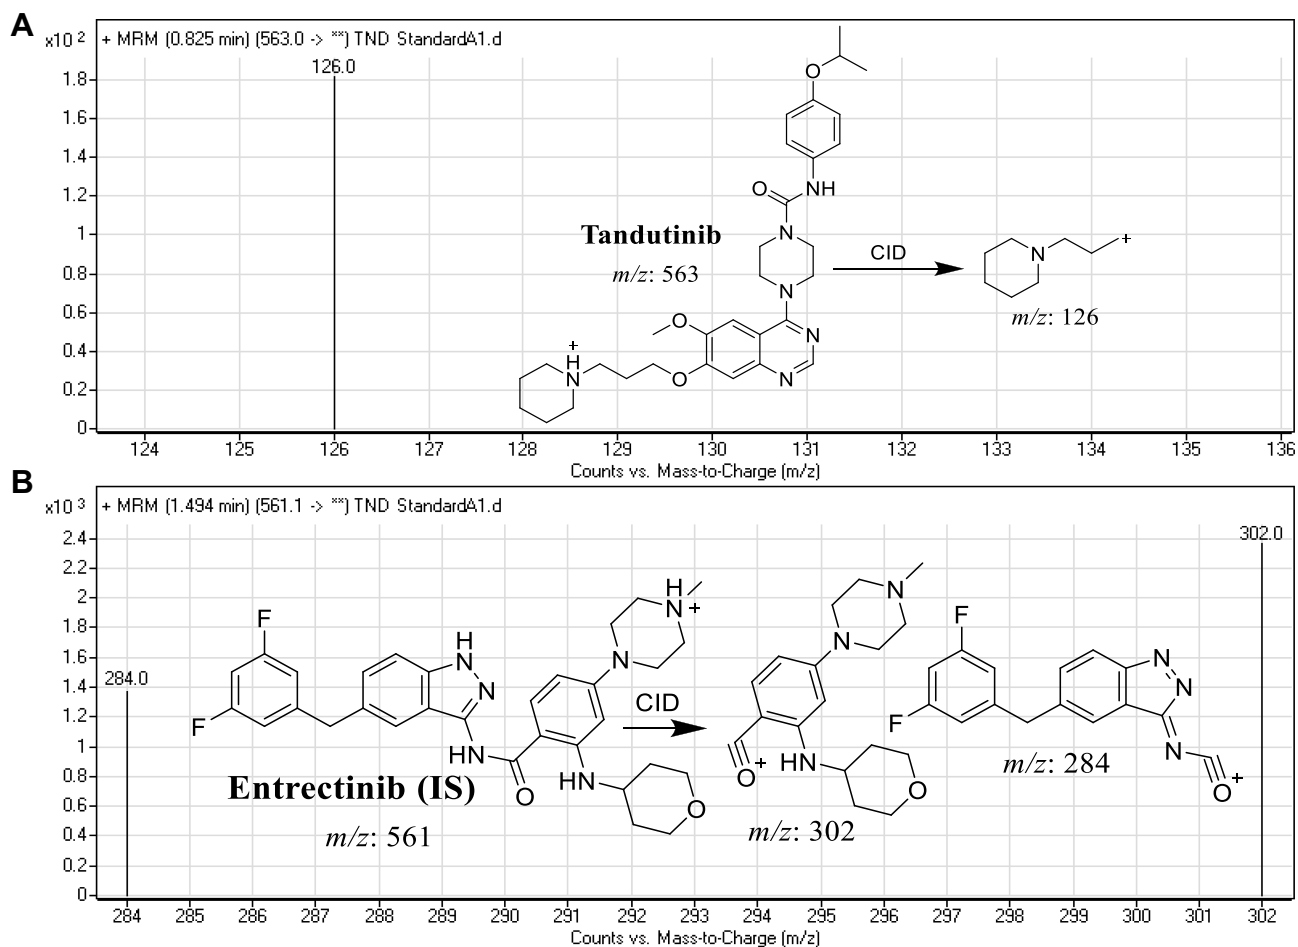 A
x10 2
+ MRM (0.825 min) (563.0 -> **) TND StandardA1.d
126.0
1.8
1.6
1.4
1.2
1
0.8
0.6
0.4
0.2
0
O
O
NH
N
N
N
N
O
O
H
N
+
Tandutinib
m/z: 563
CID
N
+
m/z: 126
124 125 126 127 128 129 130 131 132 133 134 135 136
Counts vs. Mass-to-Charge (m/z)
B
x10 3
+ MRM (1.494 min) (561.1 -> **) TND StandardA1.d
302.0
284.0
2.4
2.2
2
1.8
1.6
1.4
1.2
1
0.8
0.6
0.4
0.2
0
F
F
H
N
N
HN
O
HN
O
N
H
N
+
Entrectinib (IS)
m/z: 561
CID
N
N
O
+
HN
O
m/z: 302
F
F
N
N
N
O
+
m/z: 284
284 285 286 287 288 289 290 291 292 293 294 295 296 297 298 299 300 301 302
Counts vs. Mass-to-Charge (m/z)